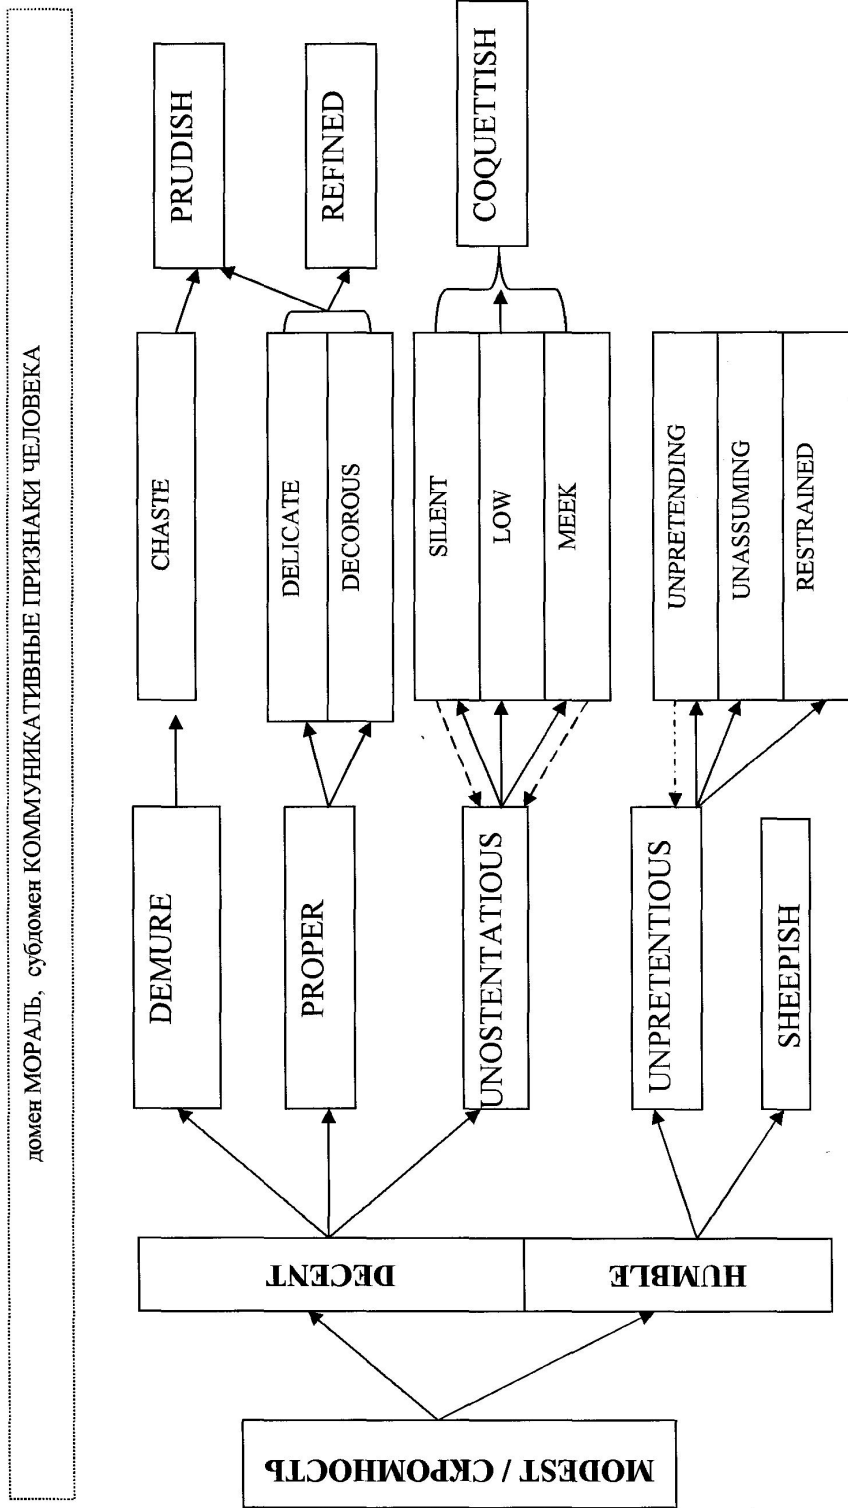 домен МОРАЛЬ, субдомен КОММУНИКАТИВНЫЕ ПРИЗНАКИ ЧЕЛОВЕКА
MODEST / СКРОМНОСТЬ
DECENT
HUMBLE
DEMURE
PROPER
UNOSTENTATIOUS
UNPRETENTIOUS
SHEEPISH
CHASTE
DELICATE
DECOROUS
SILENT
LOW
MEEK
UNPRETENDING
UNASSUMING
RESTRAINED
PRUDISH
REFINED
COQUETTISH